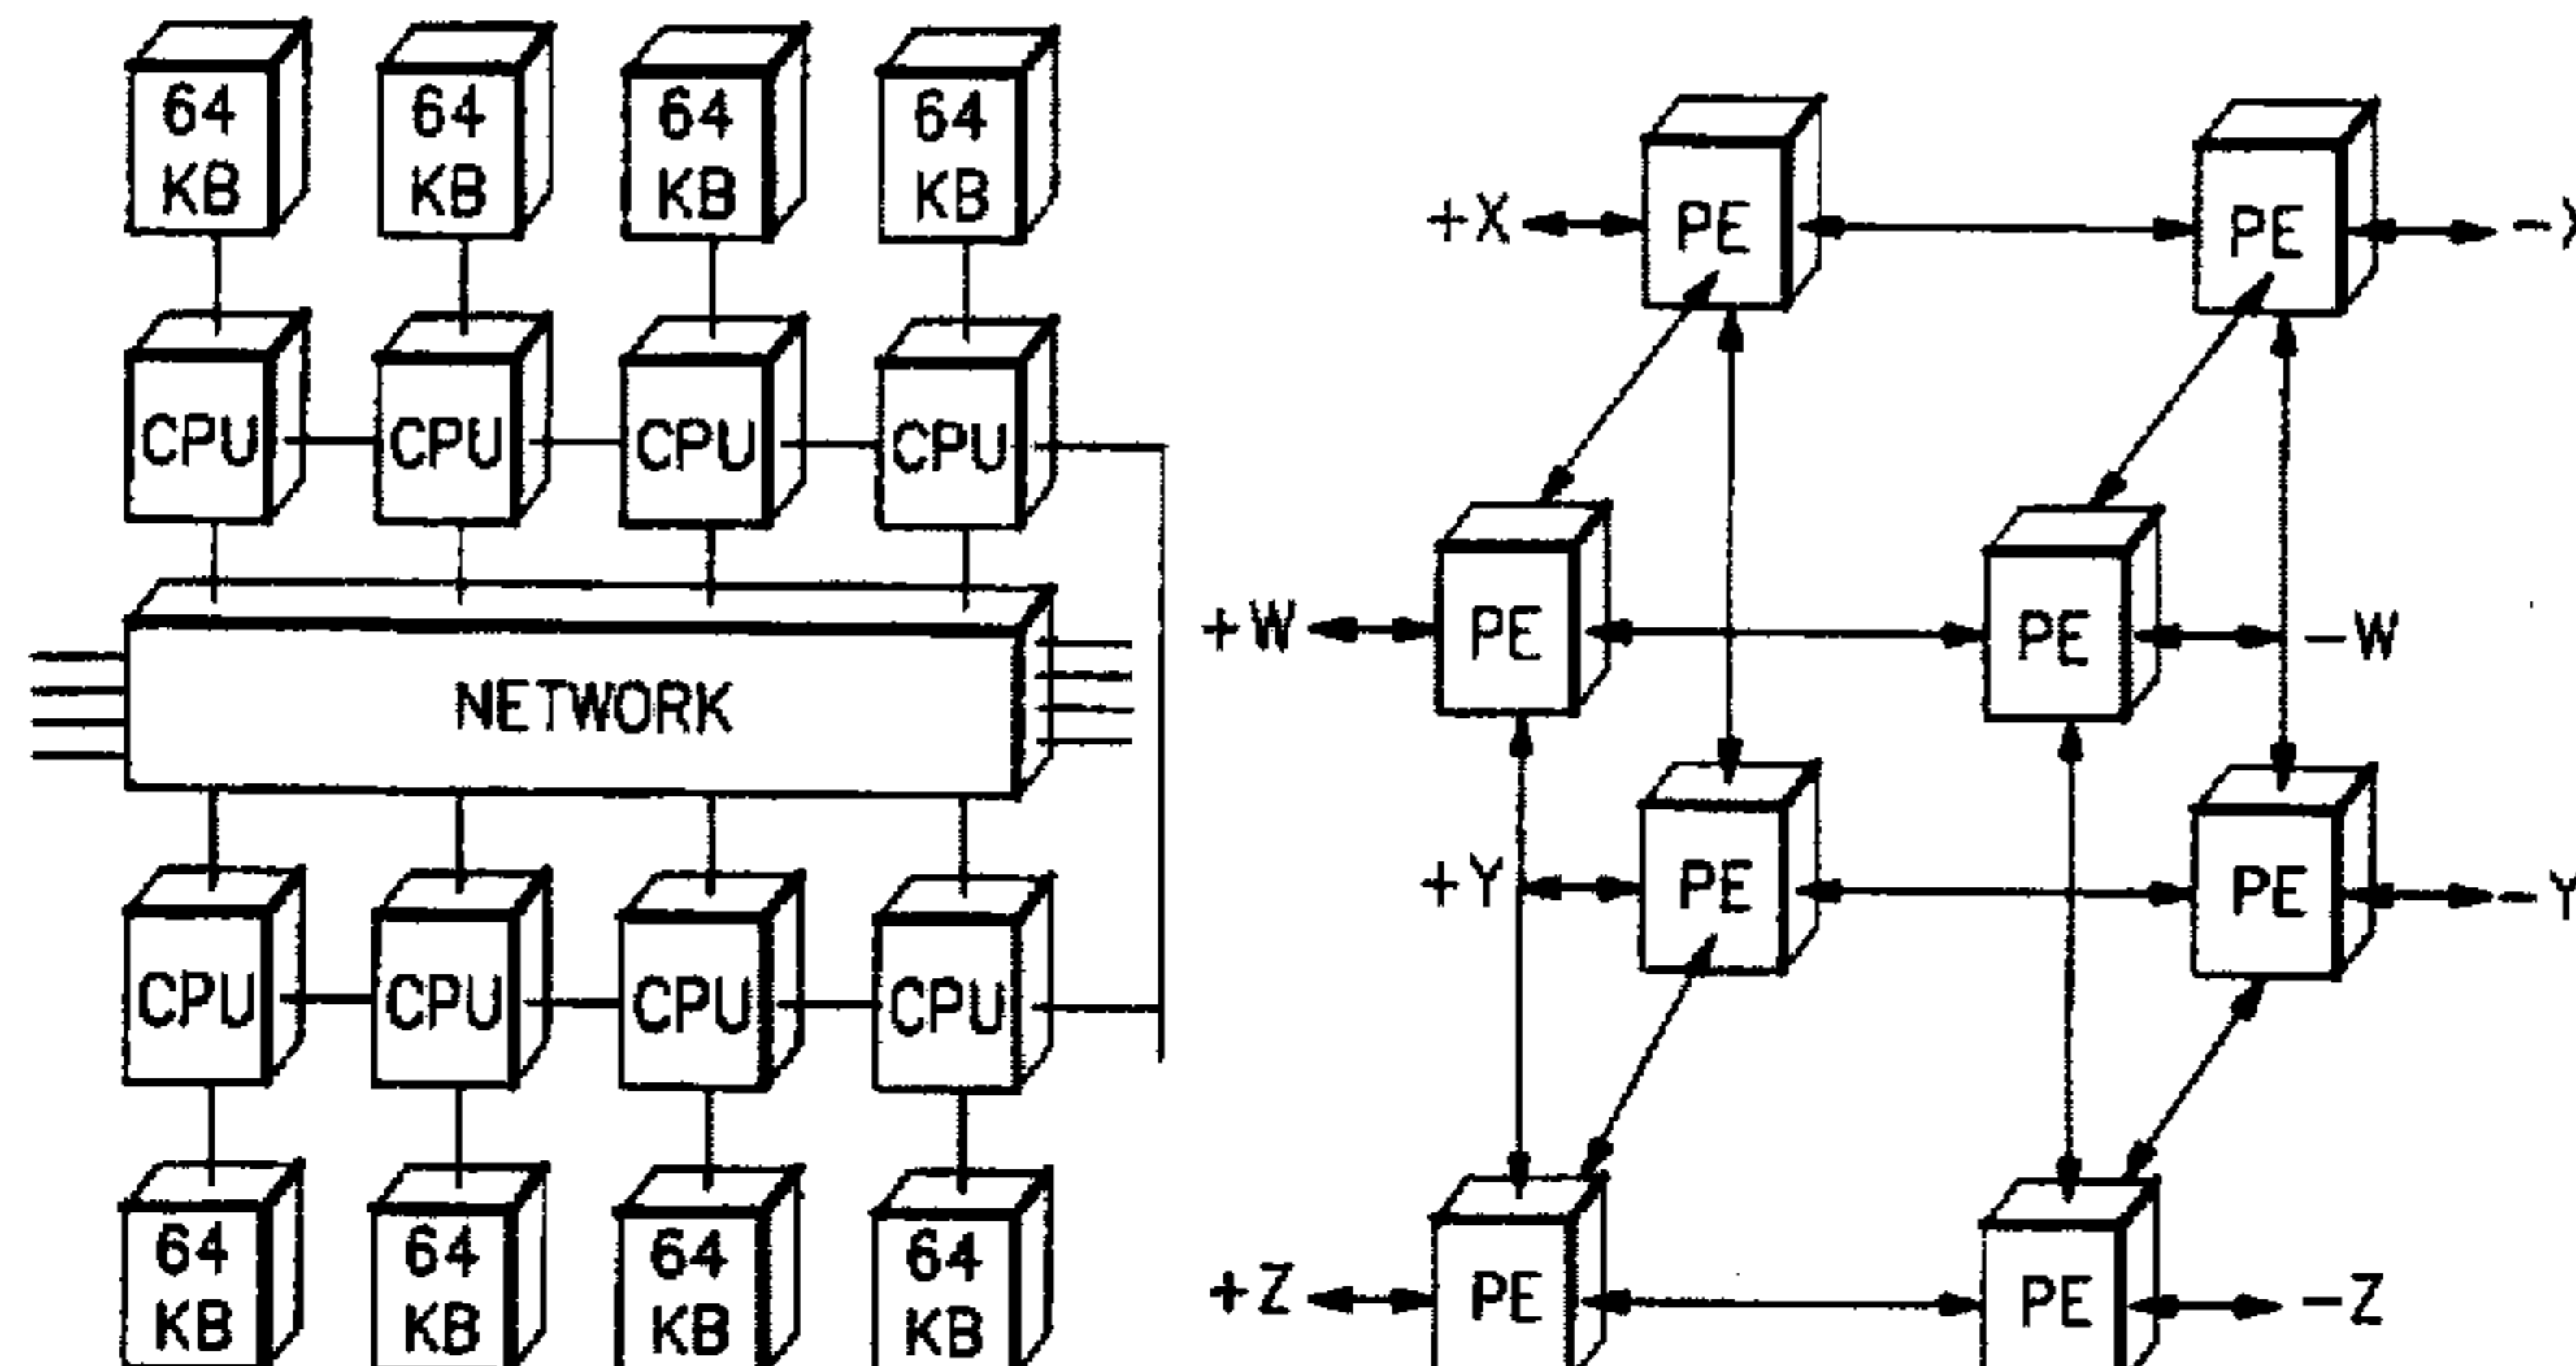 64 64 64 64
KB KB KB KB
CPU CPU CPU CPU
NETWORK
CPU CPU CPU CPU
64 64 64 64
KB KB KB KB
+X PE PE -X
+W PE PE -W
+Y PE PE -Y
+Z PE PE -Z